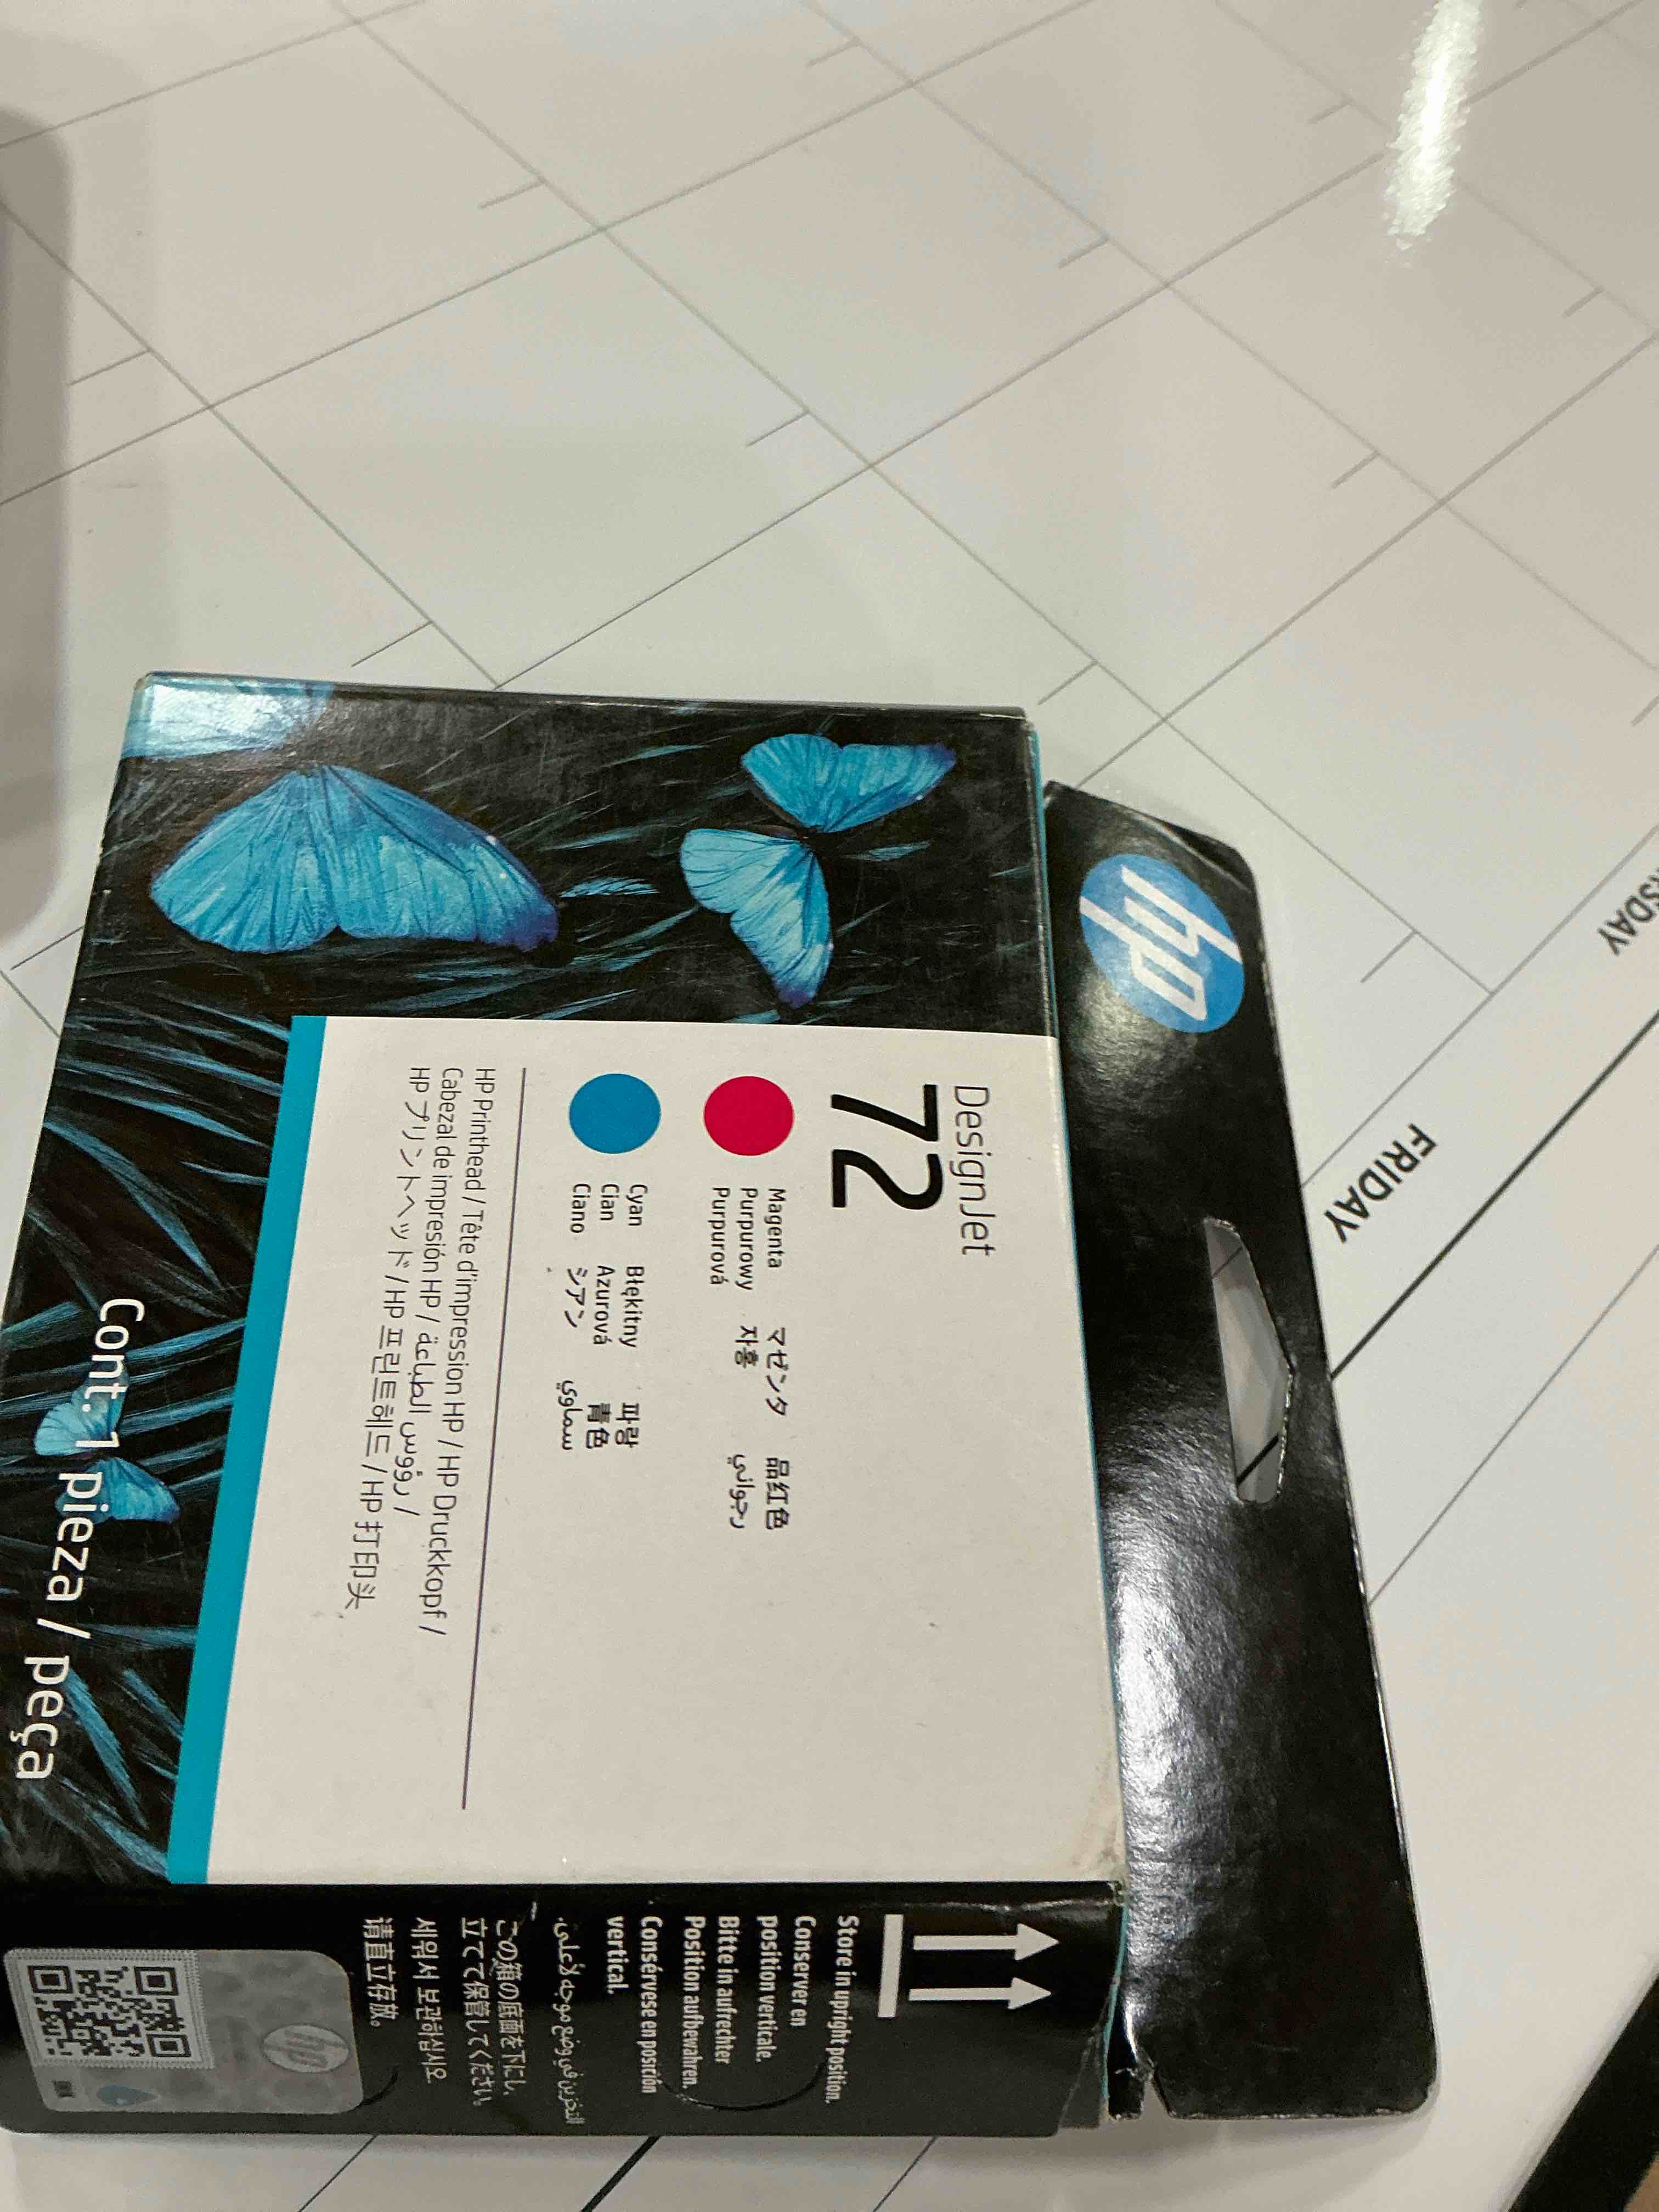 hp
DesignJet
72
Magenta マゼンタ 品红色
Purpurowy 자홍
Purpurová
Cyan Błękitny 파랑
Cian Azurová 青色
Ciano シアン سماوي
HP Printhead / Tête d'impression HP / HP Druckkopf /
Cabezal de impresión HP / رؤوس الطباعة /
HP プリントヘッド / HP 프린트헤드 / HP 打印头
Cont. 1 pieza / peça
Store in upright position.
Conserver en
position verticale.
Bitte in aufrechter
Position aufbewahren.
Consérvese en posición
vertical.
この箱の底面を下にし、
立てて保管してください。
세워서 보관하십시오.
请直立存放。
hp
FRIDAY